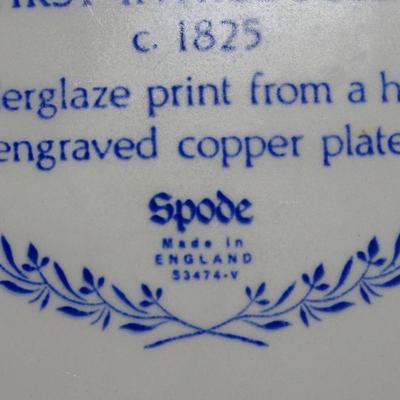 c. 1825
erglaze print from a h
engraved copper plate
Spode
Made in
ENGLAND
S3474-V